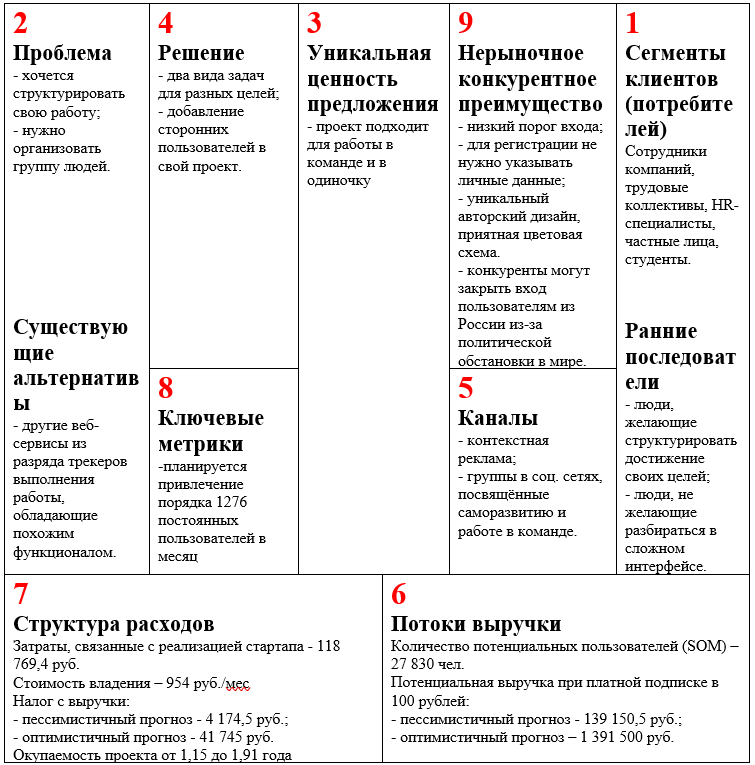 2
Проблема
- хочется
структурировать
свою работу;
- нужно
организовать
группу людей.
Существую
щие
альтернатив
ы
- другие веб-
сервисы из
разряда трекеров
выполнения
работы,
обладающие
похожим
функционалом.
4
Решение
- два вида задач
для разных целей;
- добавление
сторонних
пользователей в
свой проект.
8
Ключевые
метрики
-планируется
привлечение
порядка 1276
постоянных
пользователей в
месяц
3
Уникальная
ценность
предложения
- проект подходит
для работы в
команде и в
одиночку
9
Нерыночное
конкурентное
преимущество
- низкий порог входа;
- для регистрации не
нужно указывать
личные данные;
- уникальный
авторский дизайн,
приятная цветовая
схема.
- конкуренты могут
закрыть вход
пользователям из
России из-за
политической
обстановки в мире.
5
Каналы
- контекстная
реклама;
- группы в соц. сетях,
посвящённые
саморазвитию и
работе в команде.
1
Сегменты
клиентов
(потребите
лей)
Сотрудники
компаний,
трудовые
коллективы, HR-
специалисты,
частные лица,
студенты.
Ранние
последоват
ели
- люди,
желающие
структурировать
достижение
своих целей;
- люди, не
желающие
разбираться в
сложном
интерфейсе.
7
Структура расходов
Затраты, связанные с реализацией стартапа - 118
769,4 руб.
Стоимость владения – 954 руб./мес
Налог с выручки:
- пессимистичный прогноз - 4 174,5 руб.;
- оптимистичный прогноз - 41 745 руб.
Окупаемость проекта от 1,15 до 1,91 года
6
Потоки выручки
Количество потенциальных пользователей (SOM) –
27 830 чел.
Потенциальная выручка при платной подписке в
100 рублей:
- пессимистичный прогноз - 139 150,5 руб.;
- оптимистичный прогноз – 1 391 500 руб.